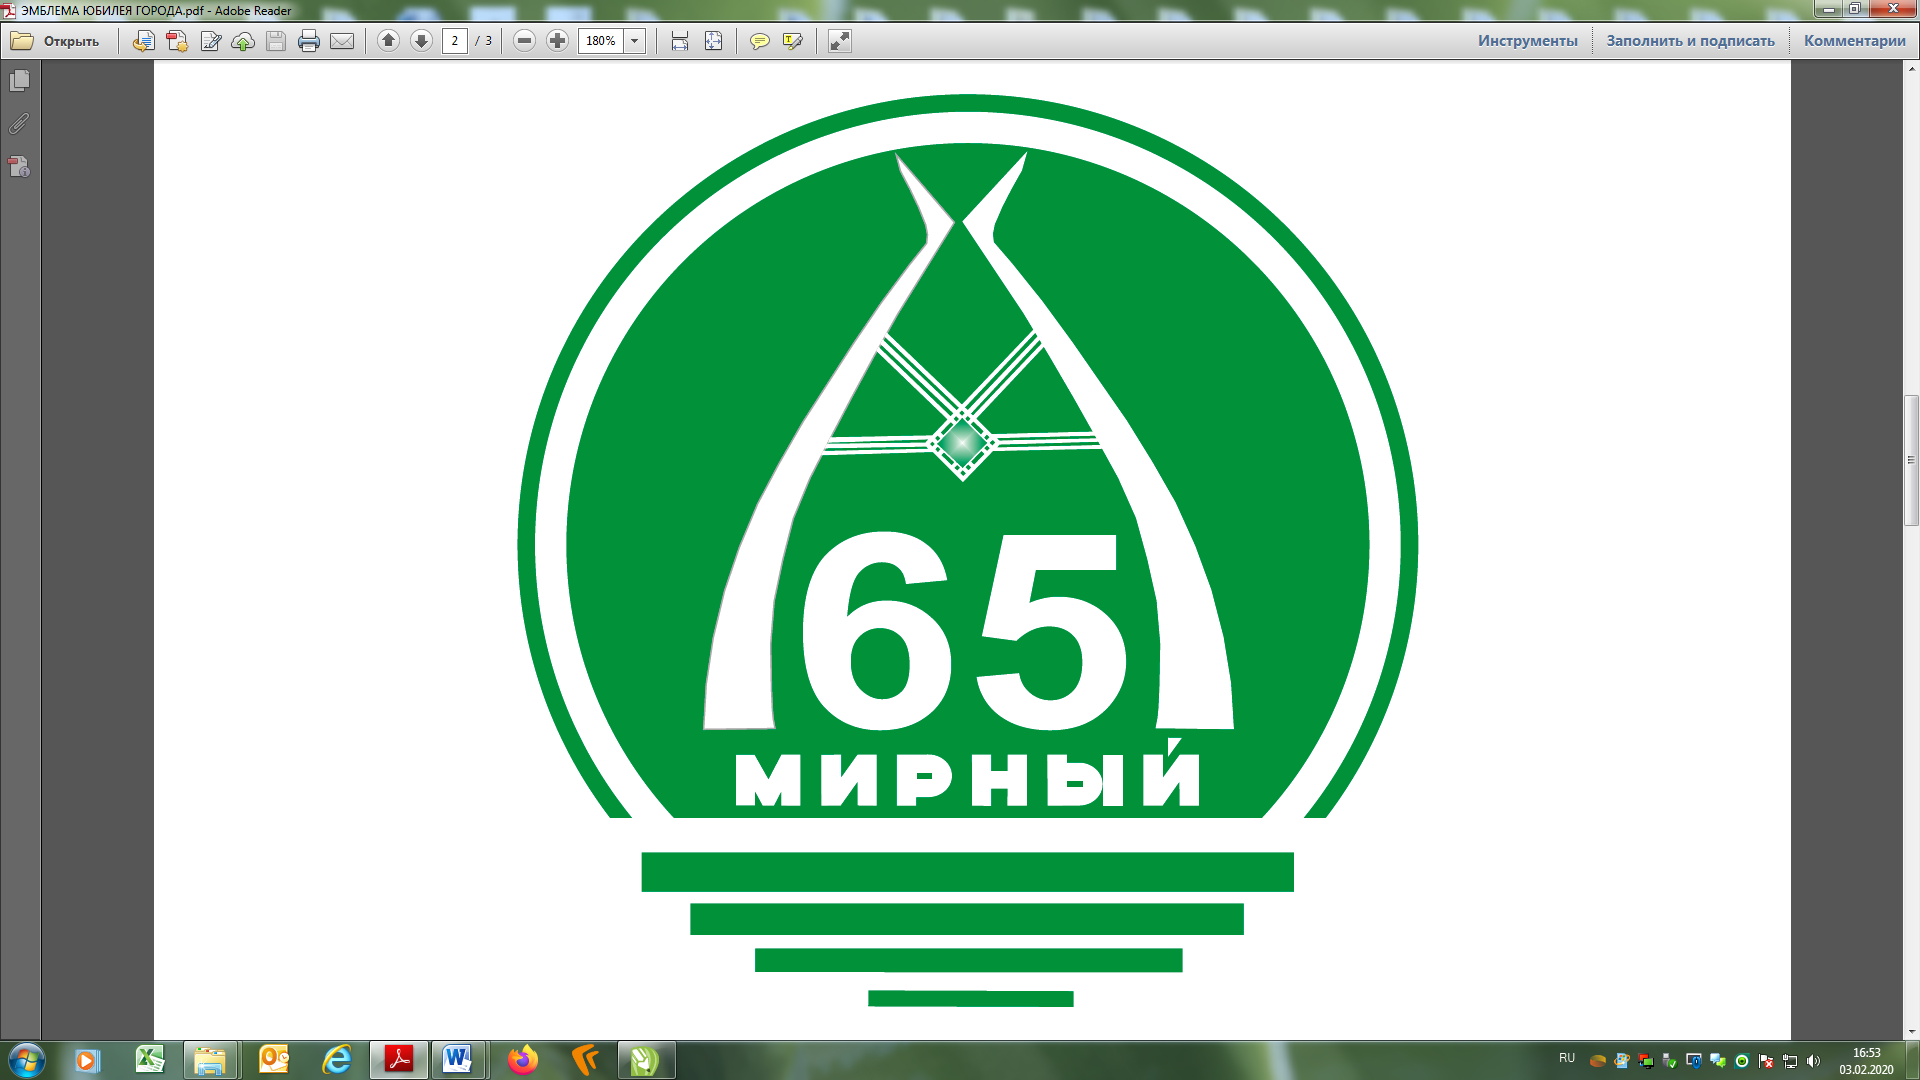 ЭМБЛЕМА ЮБИЛЕЯ ГОРОДА.pdf - Adobe Reader
Открыть
2 / 3
180%
Инструменты
Заполнить и подписать
Комментарии
65
МИРНЫЙ
RU
16:53
03.02.2020